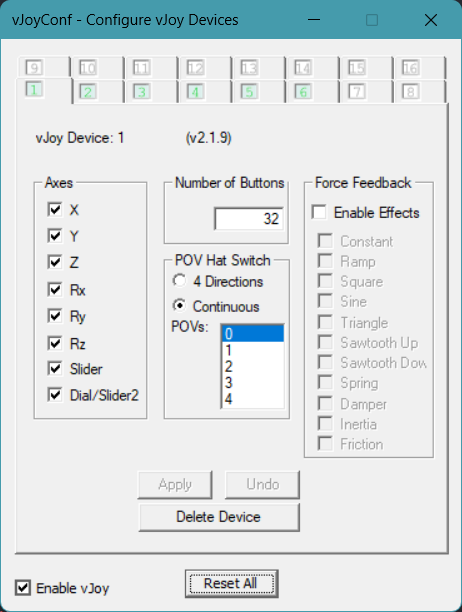 vJoyConf - Configure vJoy Devices
9 10 11 12 13 14 15 16
1 2 3 4 5 6 7 8
vJoy Device: 1 (v2.1.9)
Axes
X
Y
Z
Rx
Ry
Rz
Slider
Dial/Slider2
Number of Buttons
32
POV Hat Switch
4 Directions
Continuous
POVs:
0
1
2
3
4
Force Feedback
Enable Effects
Constant
Ramp
Square
Sine
Triangle
Sawtooth Up
Sawtooth Dow
Spring
Damper
Inertia
Friction
Apply Undo
Delete Device
Enable vJoy
Reset All